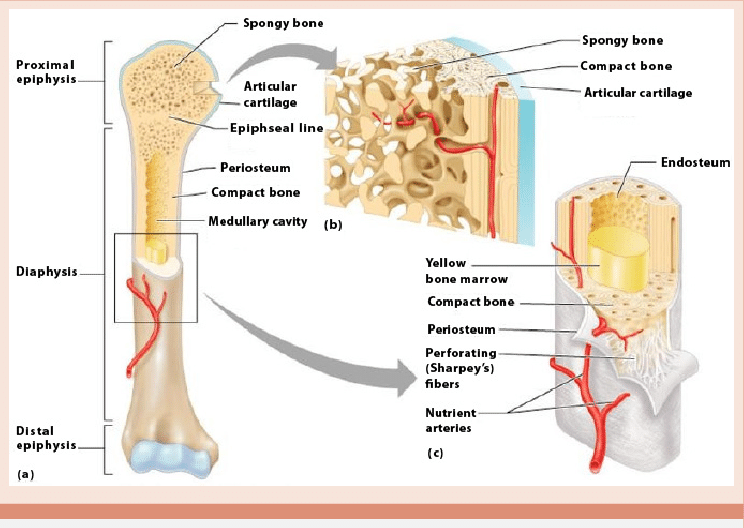 Spongy bone
Proximal
epiphysis
Articular
cartilage
Epiphseal line
Periosteum
Compact bone
Medullary cavity
Diaphysis
Distal
epiphysis
(a)
Spongy bone
Compact bone
Articular cartilage
(b)
Endosteum
Yellow
bone marrow
Compact bone
Periosteum
Perforating
(Sharpey's)
fibers
Nutrient
arteries
(c)